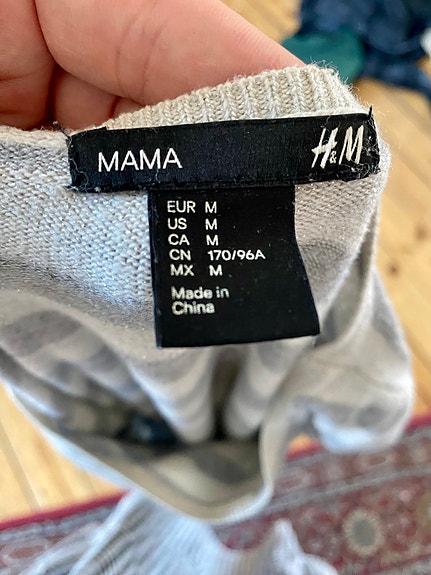 MAMA H&M
EUR M
US M
CA M
CN 170/96A
MX M
Made in
China